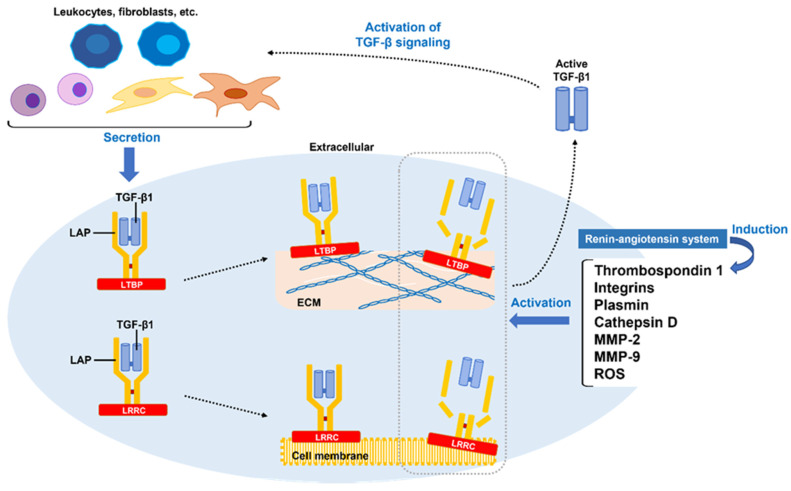 Leukocytes, fibroblasts, etc.
Activation of
TGF-β signaling
Active
TGF-β1
Secretion
Extracellular
TGF-β1
LAP
LTBP
LTBP
LTBP
ECM
Renin-angiotensin system
Induction
Thrombospondin 1
Integrins
Plasmin
Cathepsin D
MMP-2
MMP-9
ROS
Activation
TGF-β1
LAP
LRRC
LRRC
LRRC
Cell membrane